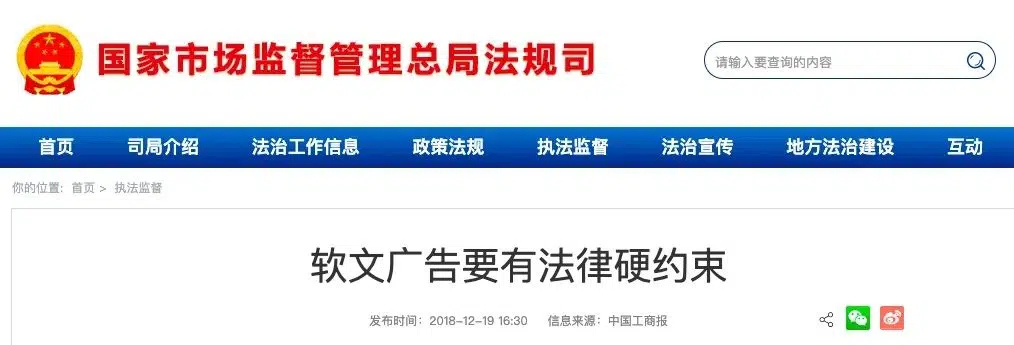 国家市场监督管理总局法规司
请输入要查询的内容
首页 司局介绍 法治工作信息 政策法规 执法监督 法治宣传 地方法治建设 互动
你的位置: 首页 > 执法监督
软文广告要有法律硬约束
发布时间：2018-12-19 16:30 信息来源：中国工商报